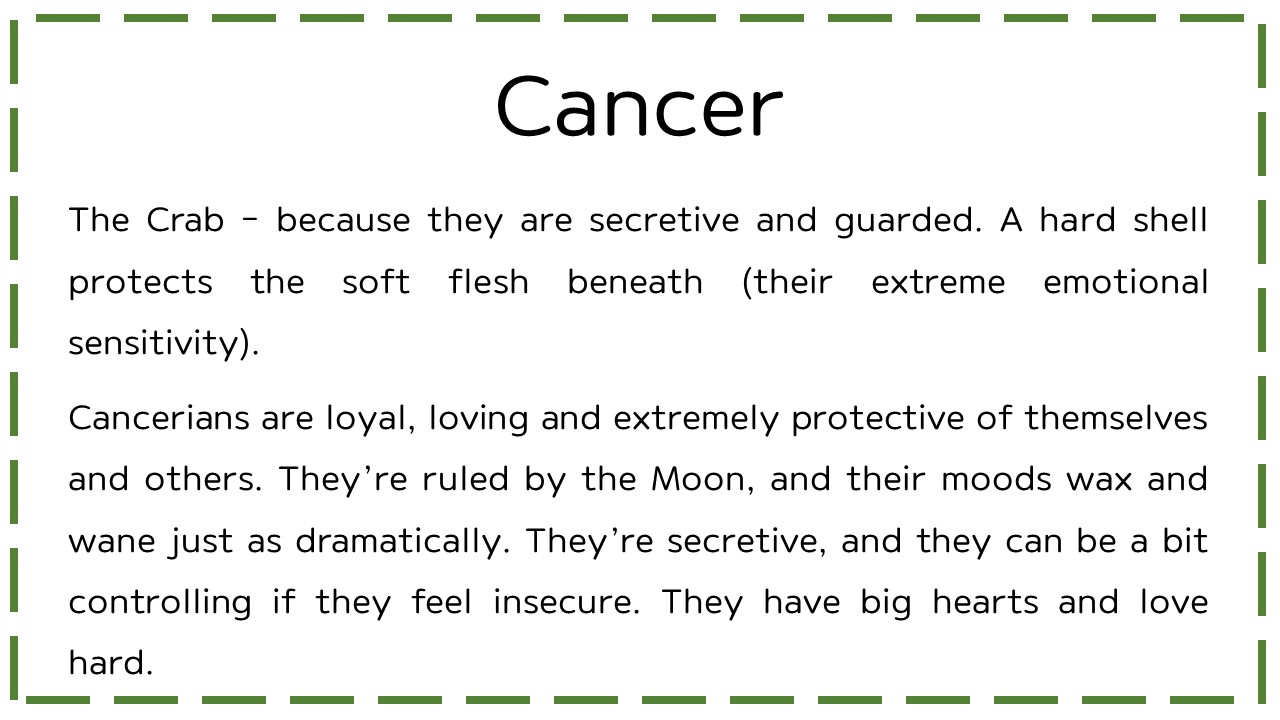 Cancer
The Crab – because they are secretive and guarded. A hard shell
protects the soft flesh beneath (their extreme emotional
sensitivity).
Cancerians are loyal, loving and extremely protective of themselves
and others. They’re ruled by the Moon, and their moods wax and
wane just as dramatically. They’re secretive, and they can be a bit
controlling if they feel insecure. They have big hearts and love
hard.